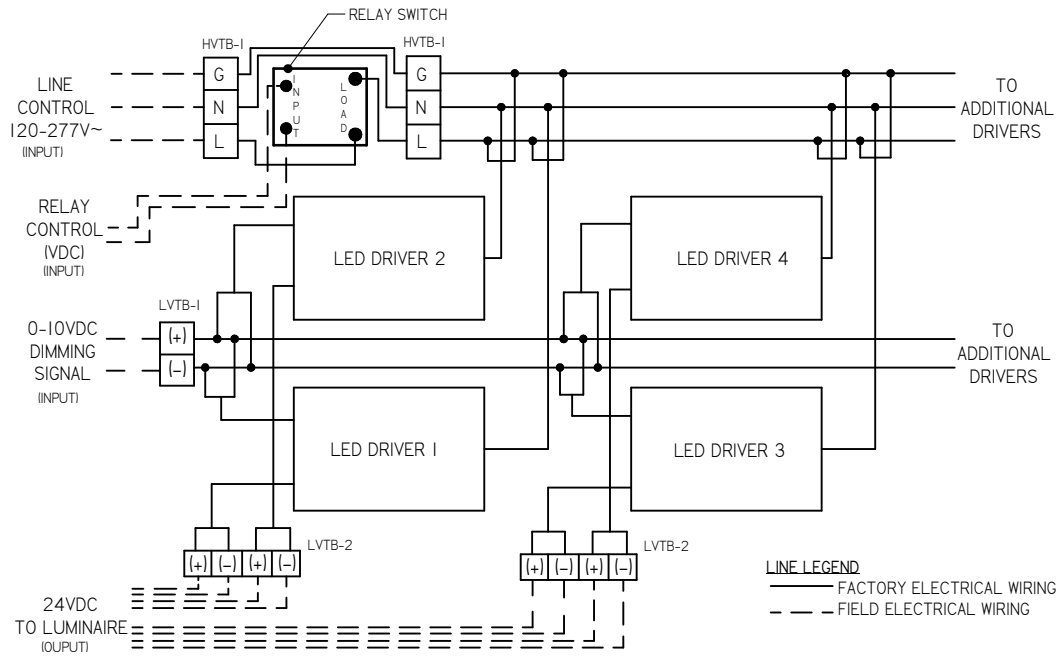 RELAY SWITCH
HVTB-1
HVTB-1
LINE
CONTROL
120-277V~
(INPUT)
G
N
L
INPUT
LOAD
G
N
L
TO
ADDITIONAL
DRIVERS
RELAY
CONTROL
(VDC)
(INPUT)
LED DRIVER 2
LED DRIVER 4
LVTB-1
0-10VDC
DIMMING
SIGNAL
(INPUT)
(+)
(-)
TO
ADDITIONAL
DRIVERS
LED DRIVER 1
LED DRIVER 3
LVTB-2
(+) (-) (+) (-)
LVTB-2
(+) (-) (+) (-)
24VDC
TO LUMINAIRE
(OUPUT)
LINE LEGEND
FACTORY ELECTRICAL WIRING
FIELD ELECTRICAL WIRING